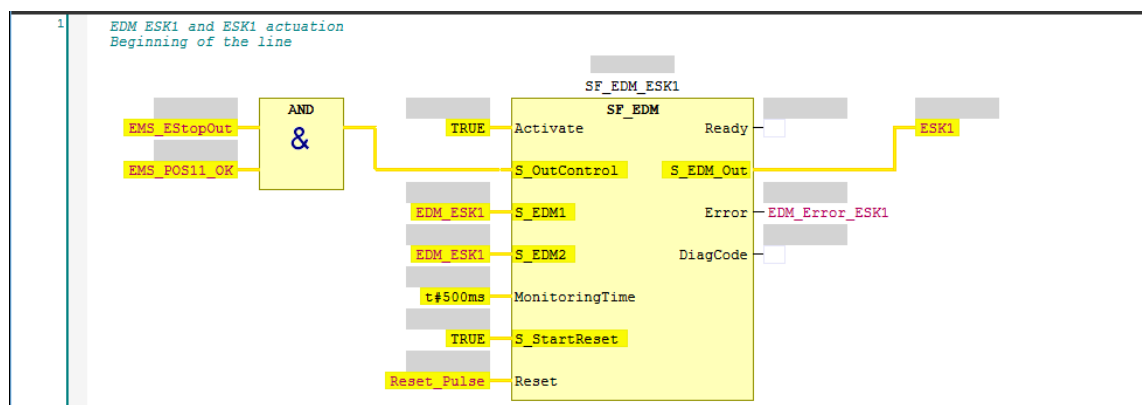 1
EDM ESK1 and ESK1 actuation
Beginning of the line
SF_EDM_ESK1
AND
&
SF_EDM
EMS_EStopOut
TRUE
Activate
Ready
ESK1
EMS_POS11_OK
S_OutControl
S_EDM_Out
EDM_ESK1
S_EDM1
Error
EDM_Error_ESK1
EDM_ESK1
S_EDM2
DiagCode
t#500ms
MonitoringTime
TRUE
S_StartReset
Reset_Pulse
Reset